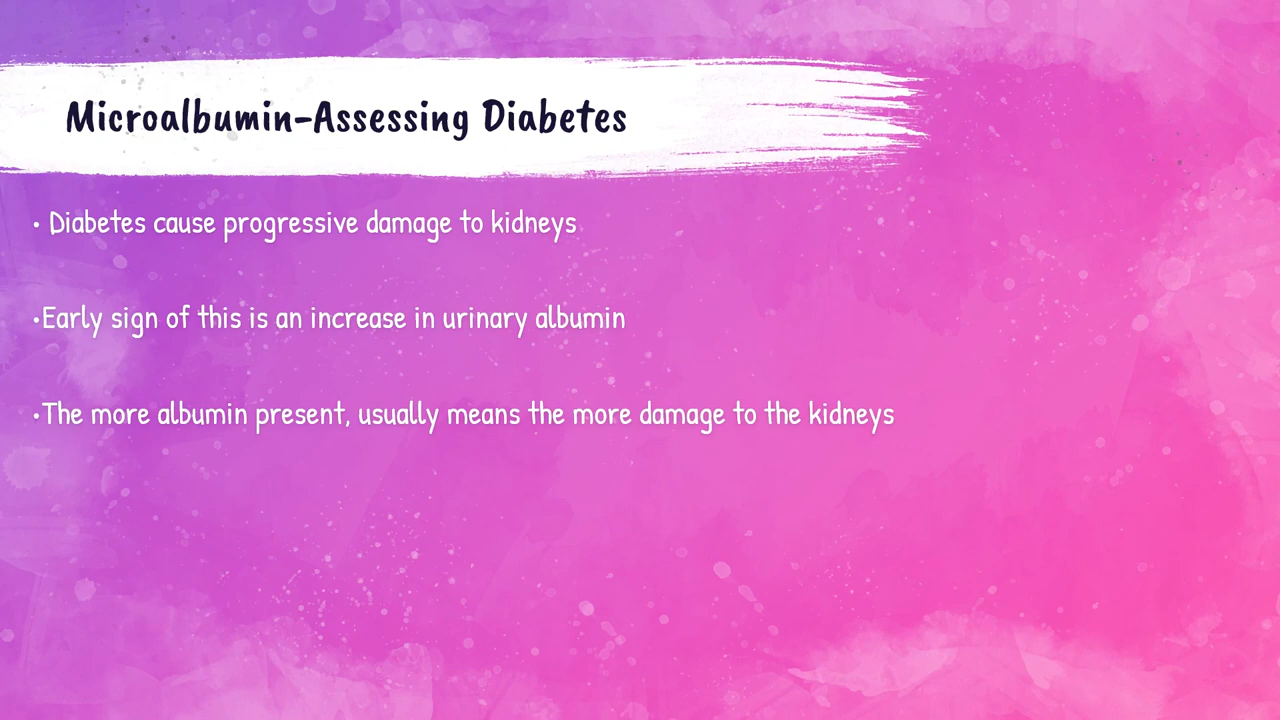 Microalbumin-Assessing Diabetes
• Diabetes cause progressive damage to kidneys
•Early sign of this is an increase in urinary albumin
•The more albumin present, usually means the more damage to the kidneys